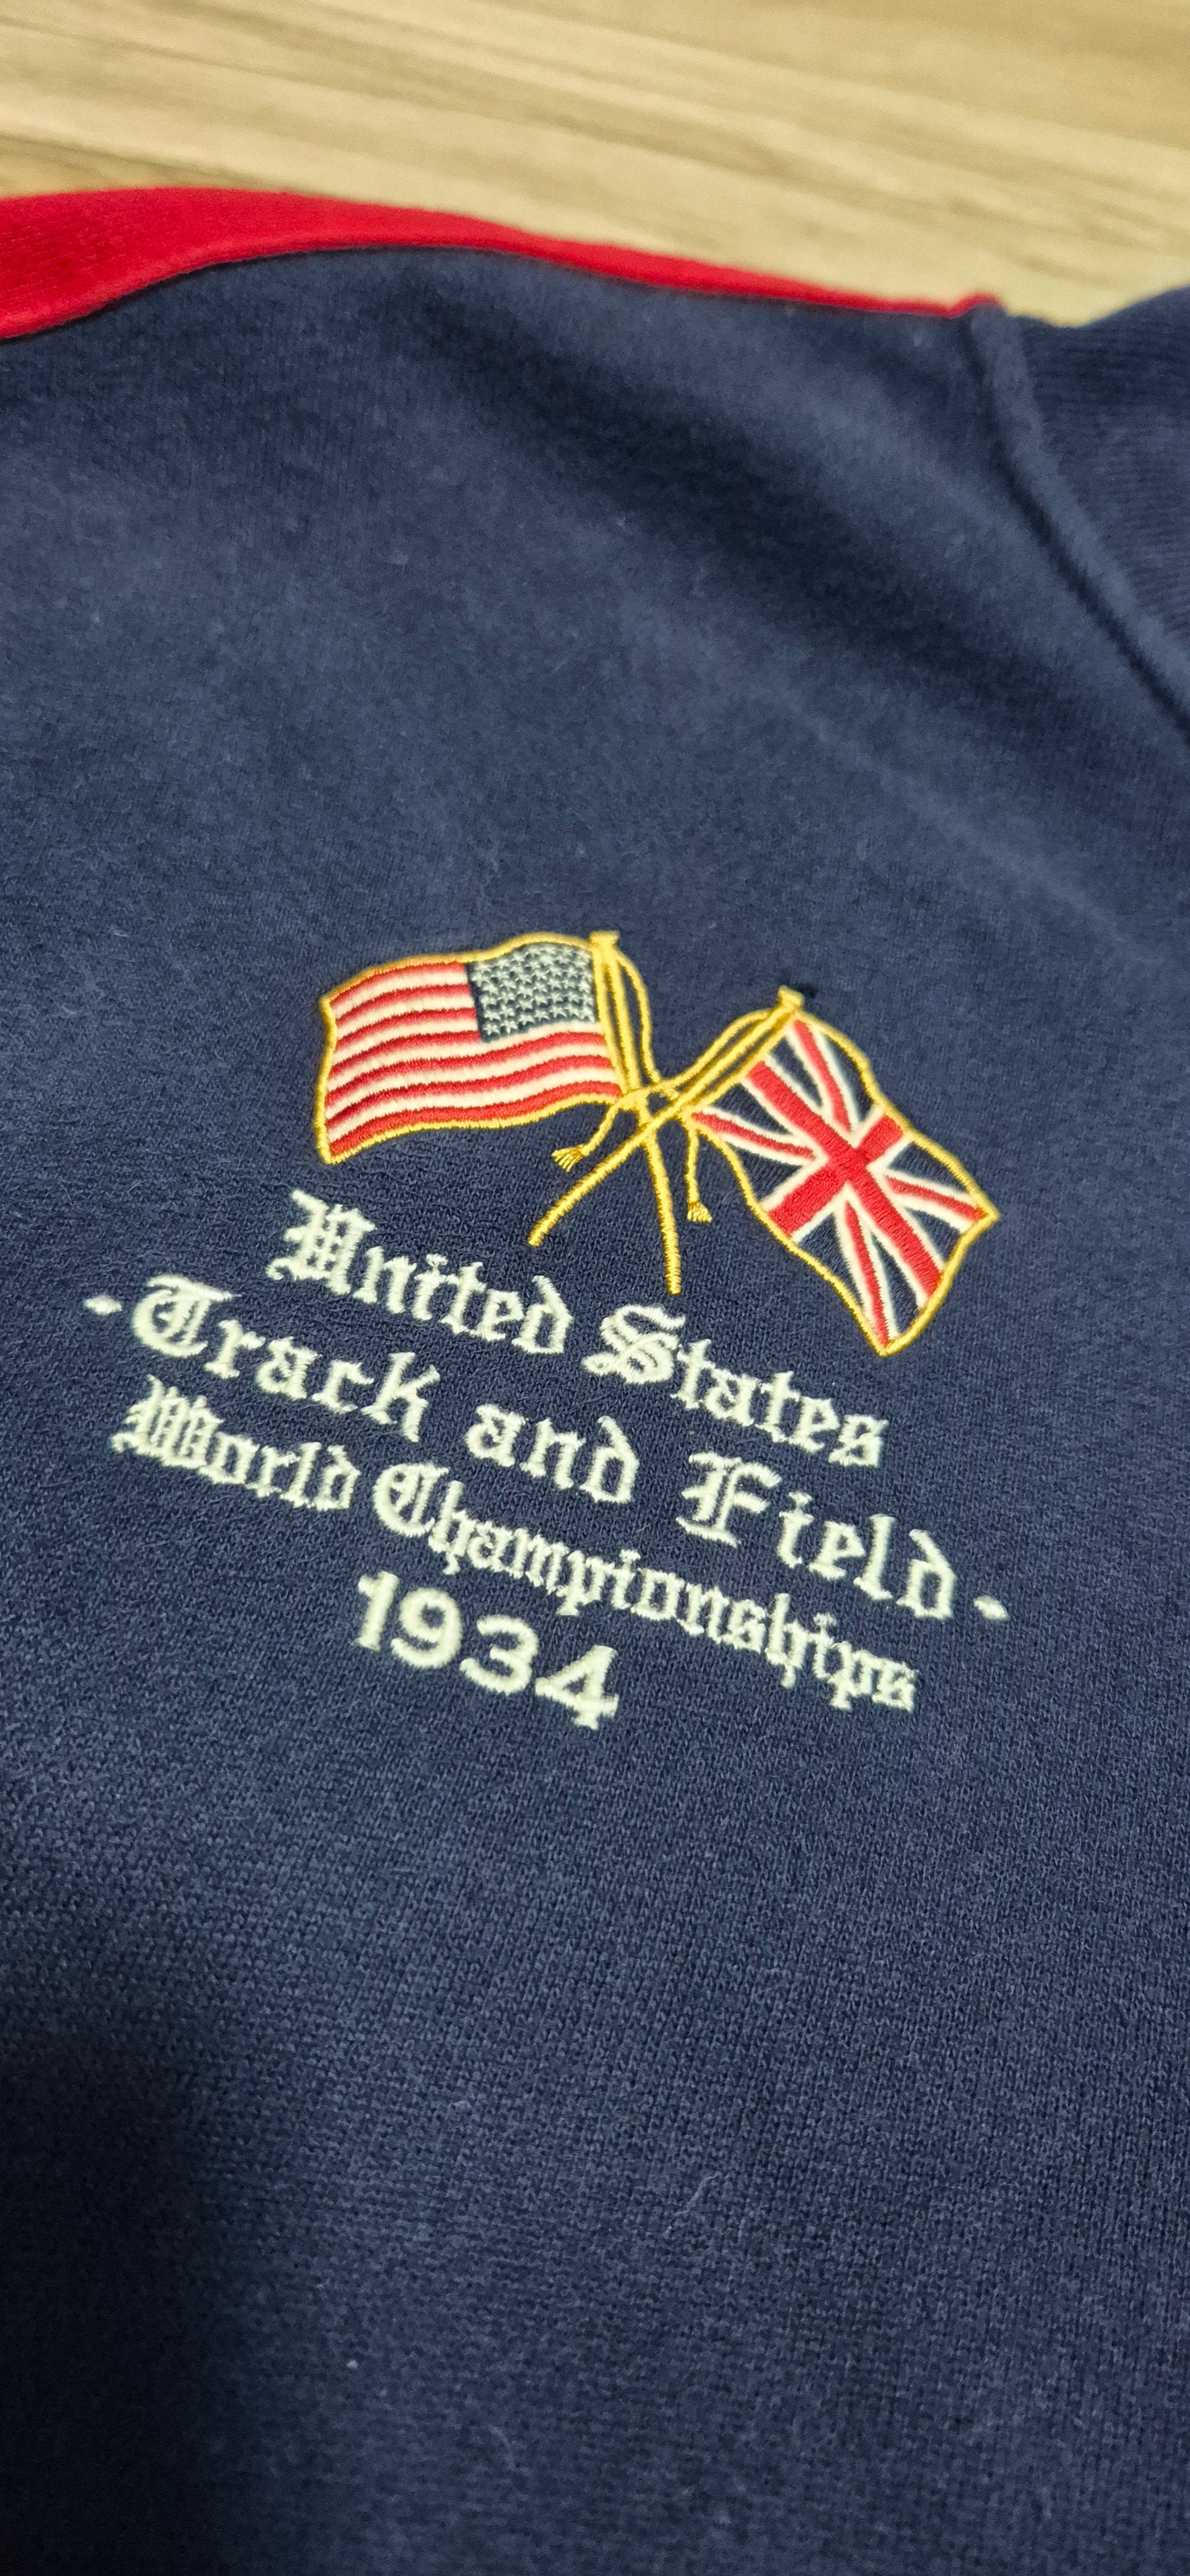 United States
-Track and Field-
World Championships
1934